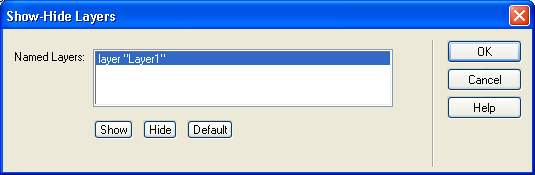 Show-Hide Layers
Named Layers: layer "Layer1"
OK
Cancel
Help
Show Hide Default